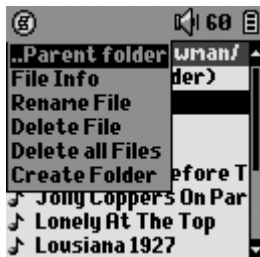 60
..Parent folder wman/
File Info der)
Rename File
Delete File
Delete all Files
Create Folder efore T
Jolly Coppers On Par
Lonely At The Top
Lousiana 1927